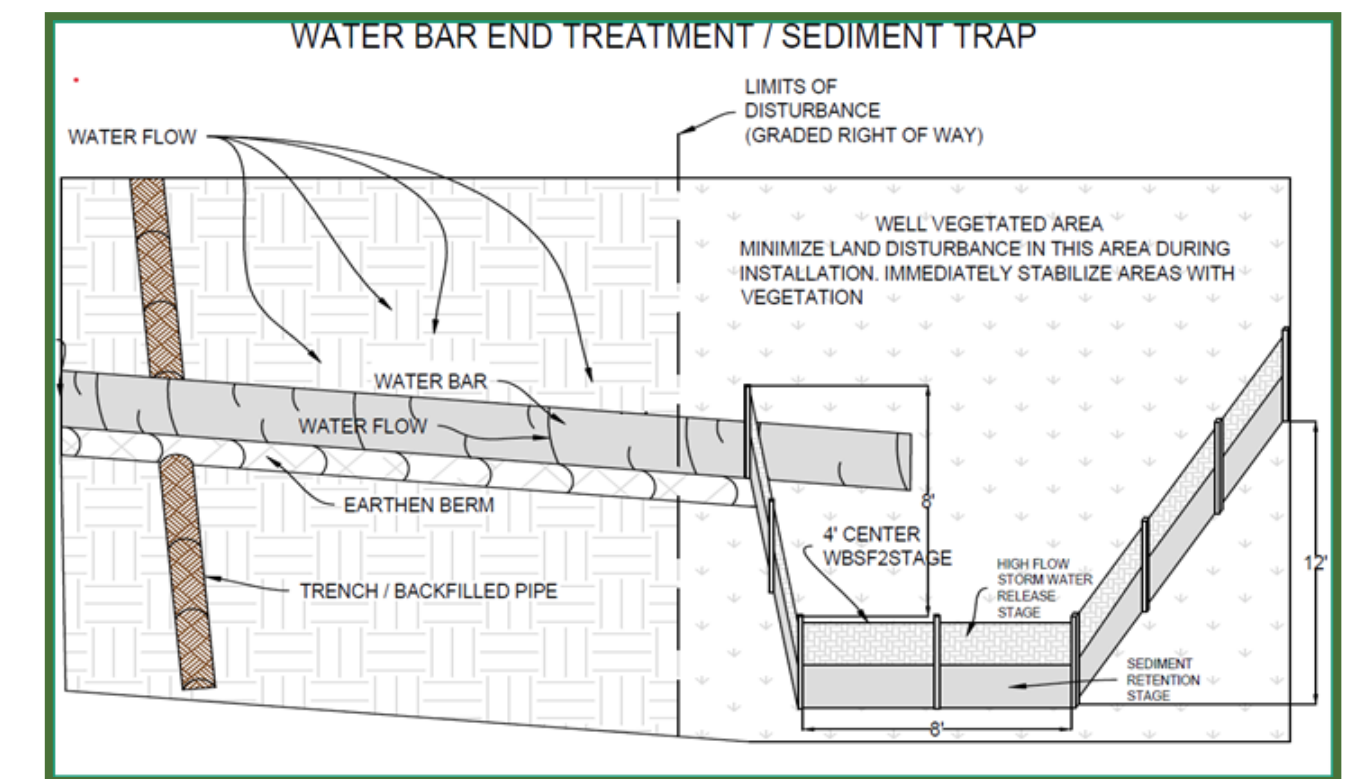 WATER BAR END TREATMENT / SEDIMENT TRAP
LIMITS OF
DISTURBANCE
(GRADED RIGHT OF WAY)
WATER FLOW
WELL VEGETATED AREA
MINIMIZE LAND DISTURBANCE IN THIS AREA DURING
INSTALLATION. IMMEDIATELY STABILIZE AREAS WITH
VEGETATION
WATER BAR
WATER FLOW
EARTHEN BERM
8'
4' CENTER
WBSF2STAGE
HIGH FLOW
STORM WATER
RELEASE
STAGE
12'
TRENCH / BACKFILLED PIPE
SEDIMENT
RETENTION
STAGE
8'